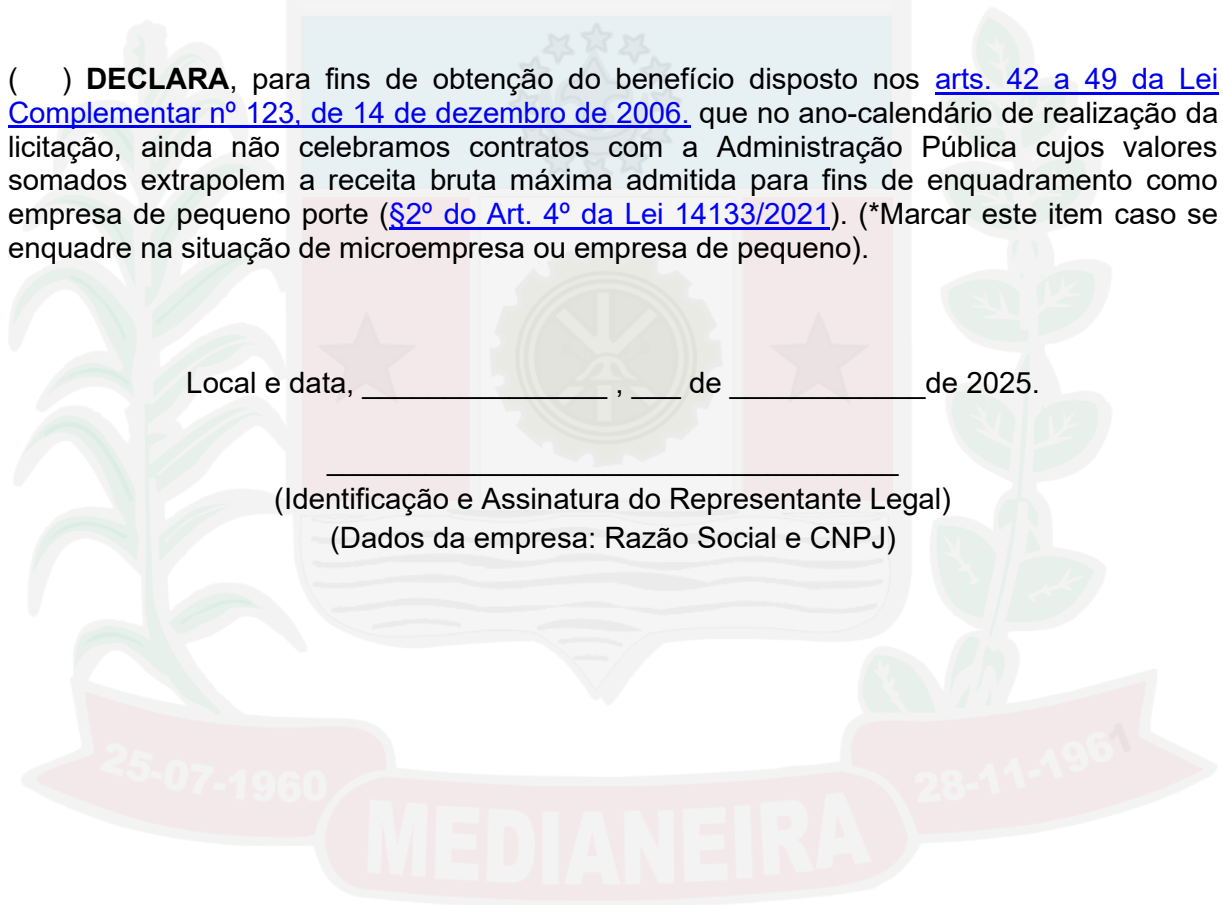 (    ) DECLARA, para fins de obtenção do benefício disposto nos arts. 42 a 49 da Lei
Complementar nº 123, de 14 de dezembro de 2006. que no ano-calendário de realização da
licitação, ainda não celebramos contratos com a Administração Pública cujos valores
somados extrapolem a receita bruta máxima admitida para fins de enquadramento como
empresa de pequeno porte (§2º do Art. 4º da Lei 14133/2021). (*Marcar este item caso se
enquadre na situação de microempresa ou empresa de pequeno).
Local e data, _______________ , ___ de ____________de 2025.
___________________________________
(Identificação e Assinatura do Representante Legal)
(Dados da empresa: Razão Social e CNPJ)
25-07-1960
28-11-1961
MEDIANEIRA